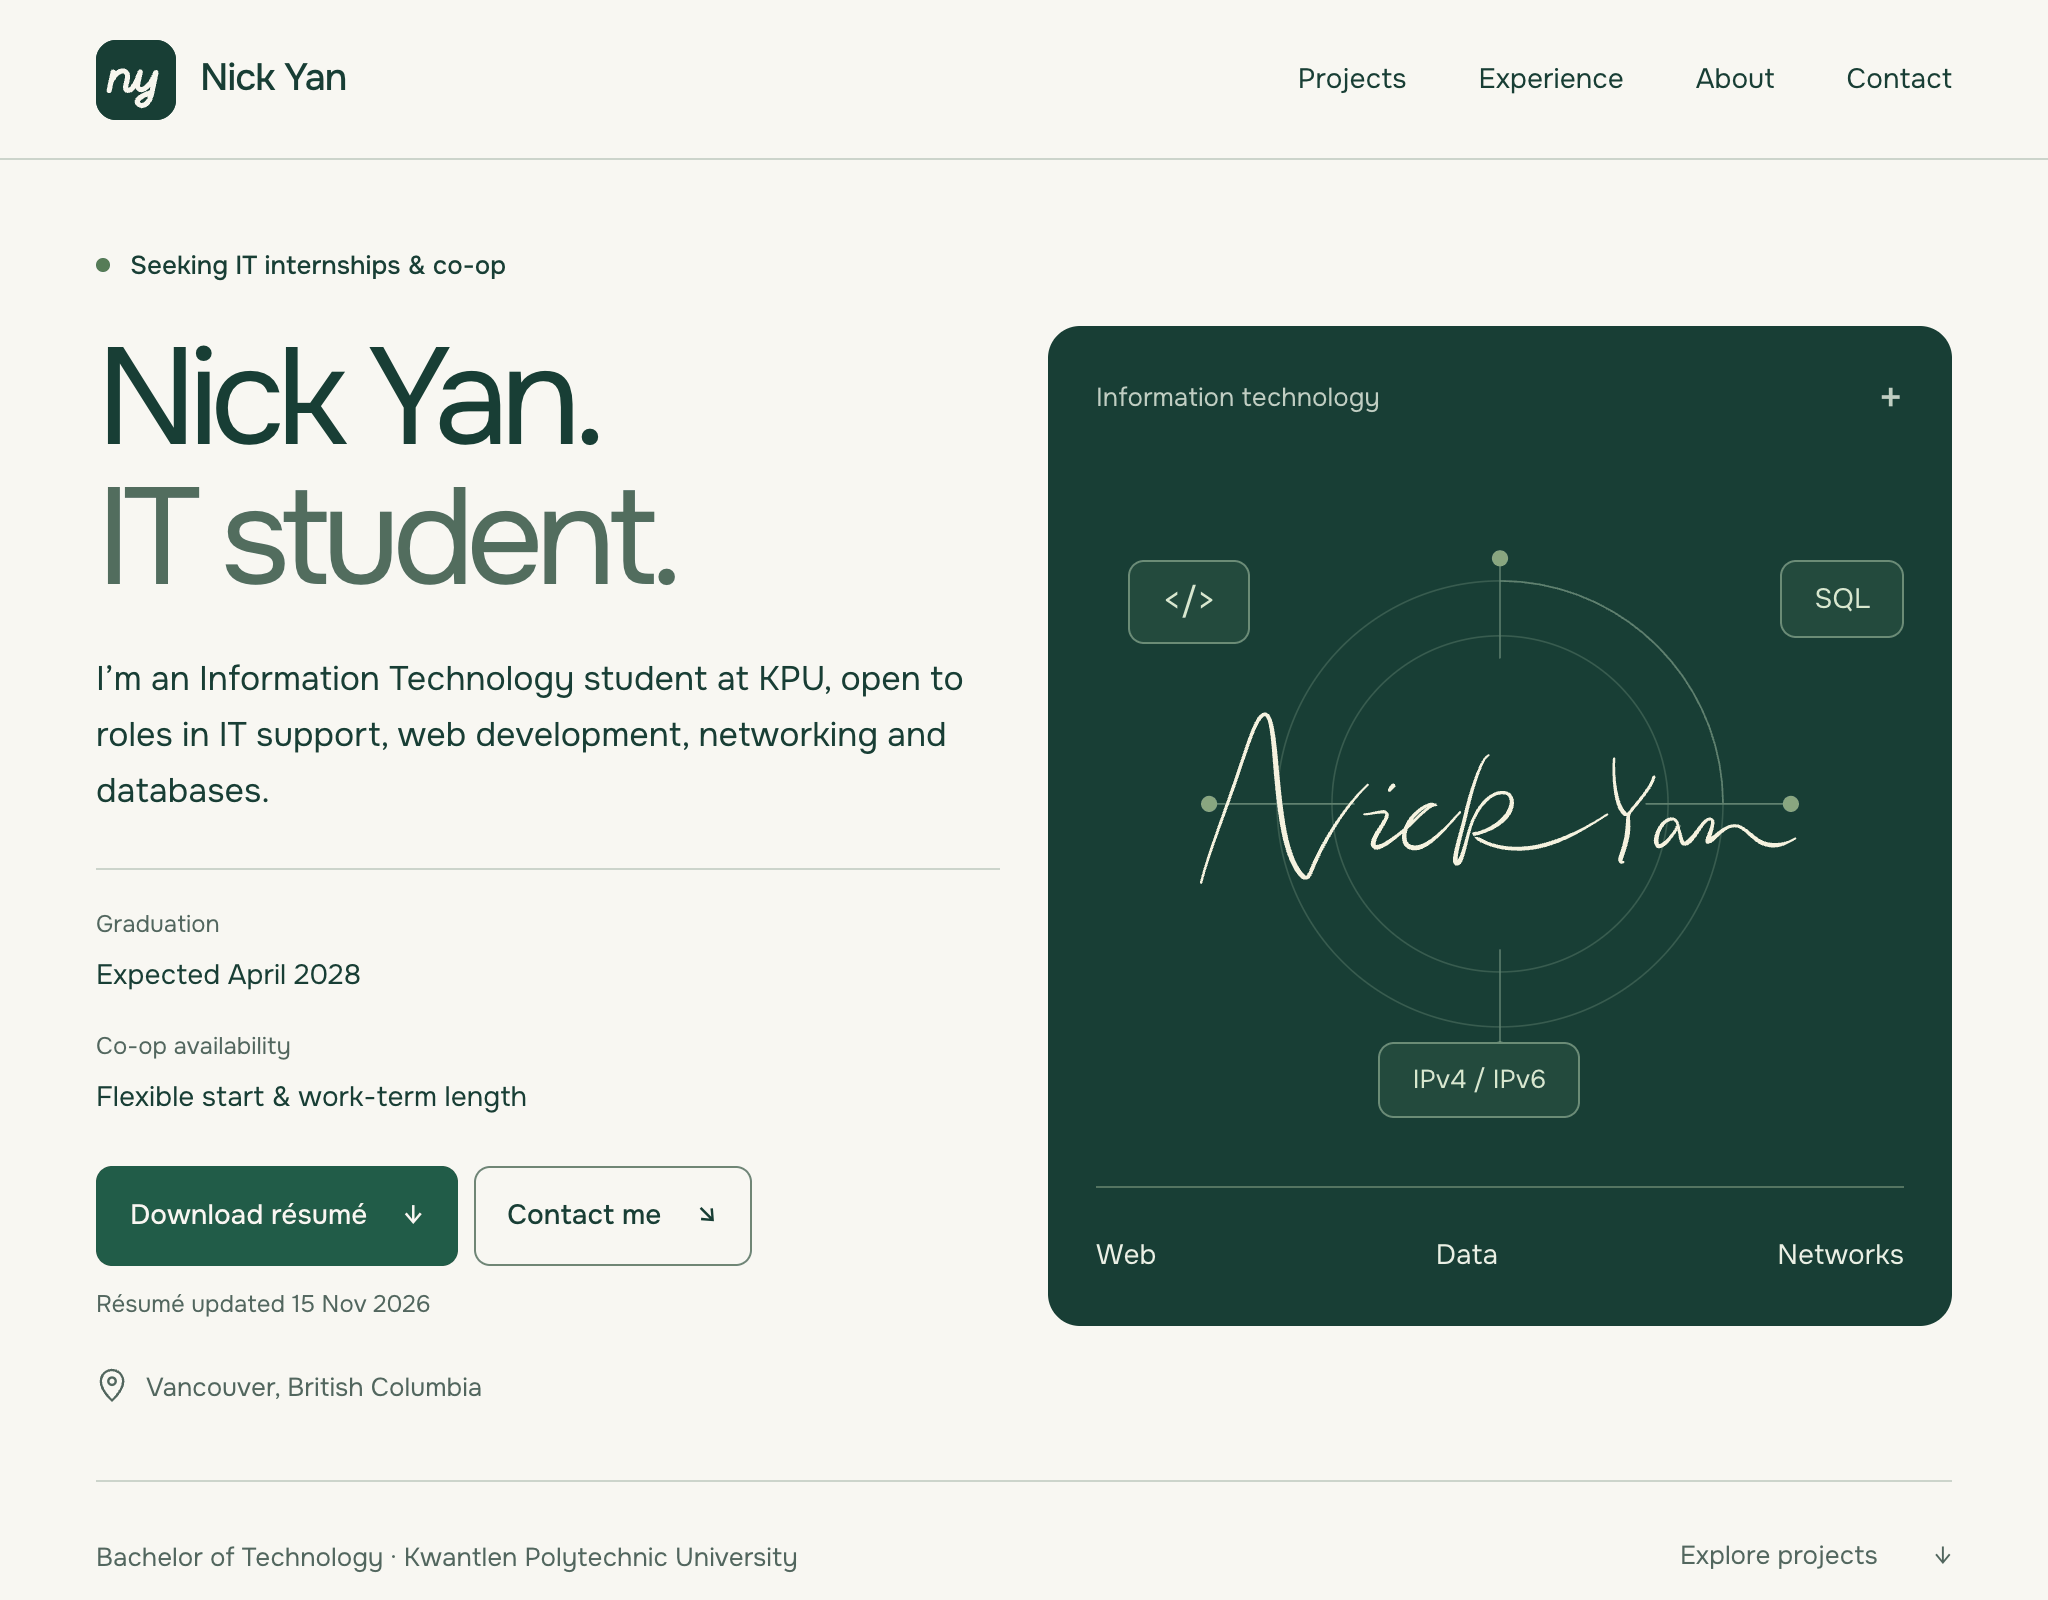 ny
Nick Yan
Projects
Experience
About
Contact
Seeking IT internships & co-op
Nick Yan.
IT student.
I’m an Information Technology student at KPU, open to
roles in IT support, web development, networking and
databases.
Graduation
Expected April 2028
Co-op availability
Flexible start & work-term length
Download résumé ↓
Contact me ↘
Résumé updated 15 Nov 2026
Vancouver, British Columbia
Information technology +
</>
SQL
Nick Yan
IPv4 / IPv6
Web
Data
Networks
Bachelor of Technology · Kwantlen Polytechnic University
Explore projects ↓